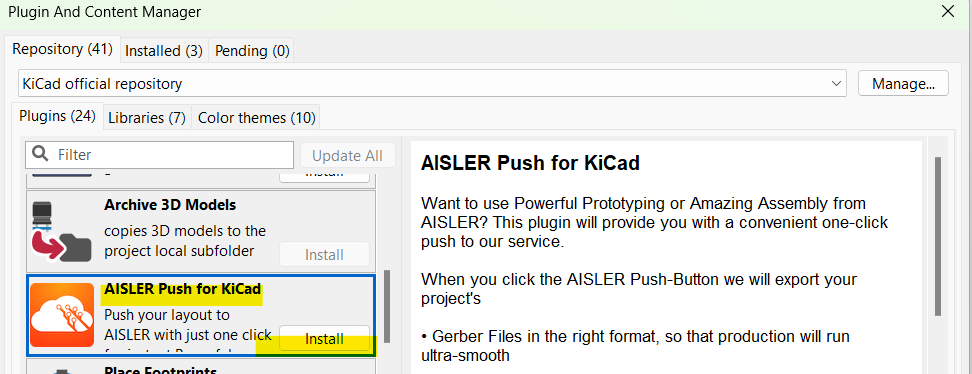 Plugin And Content Manager
Repository (41) Installed (3) Pending (0)
KiCad official repository
Manage...
Plugins (24) Libraries (7) Color themes (10)
Filter
Update All
Install
Archive 3D Models
copies 3D models to the
project local subfolder
Install
AISLER Push for KiCad
Push your layout to
AISLER with just one click
Install
Place Footprints
AISLER Push for KiCad
Want to use Powerful Prototyping or Amazing Assembly from
AISLER? This plugin will provide you with a convenient one-click
push to our service.
When you click the AISLER Push-Button we will export your
project's
• Gerber Files in the right format, so that production will run
ultra-smooth